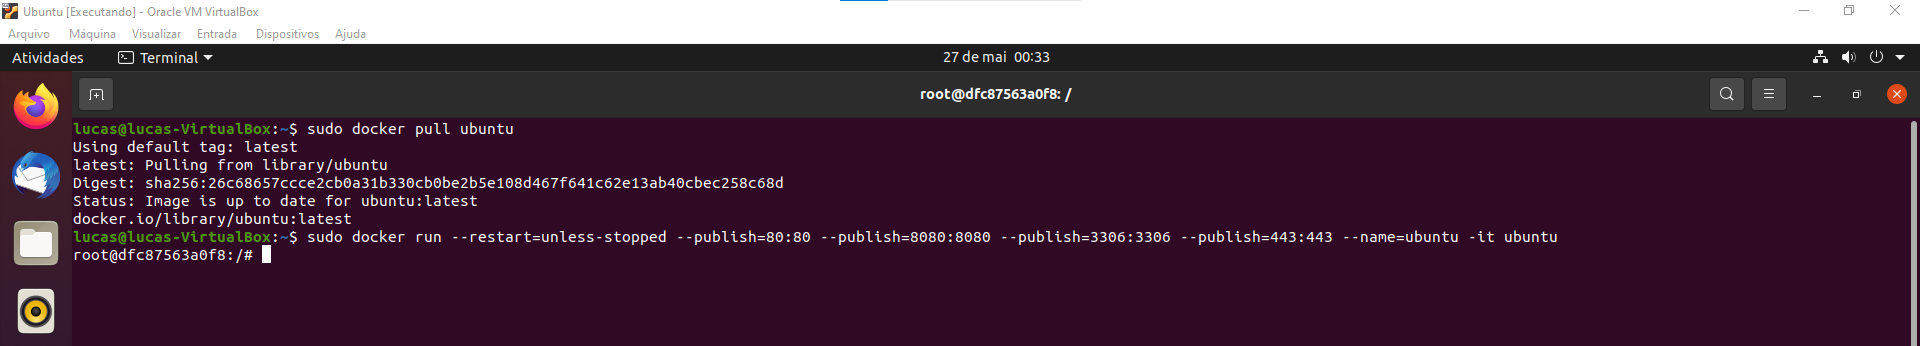 Ubuntu [Executando] - Oracle VM VirtualBox
Arquivo Máquina Visualizar Entrada Dispositivos Ajuda
Atividades Terminal 27 de mai 00:33
root@dfc87563a0f8: /
lucas@lucas-VirtualBox:~$ sudo docker pull ubuntu
Using default tag: latest
latest: Pulling from library/ubuntu
Digest: sha256:26c68657ccce2cb0a31b330cb0be2b5e108d467f641c62e13ab40cbec258c68d
Status: Image is up to date for ubuntu:latest
docker.io/library/ubuntu:latest
lucas@lucas-VirtualBox:~$ sudo docker run --restart=unless-stopped --publish=80:80 --publish=8080:8080 --publish=3306:3306 --publish=443:443 --name=ubuntu -it ubuntu
root@dfc87563a0f8:/#